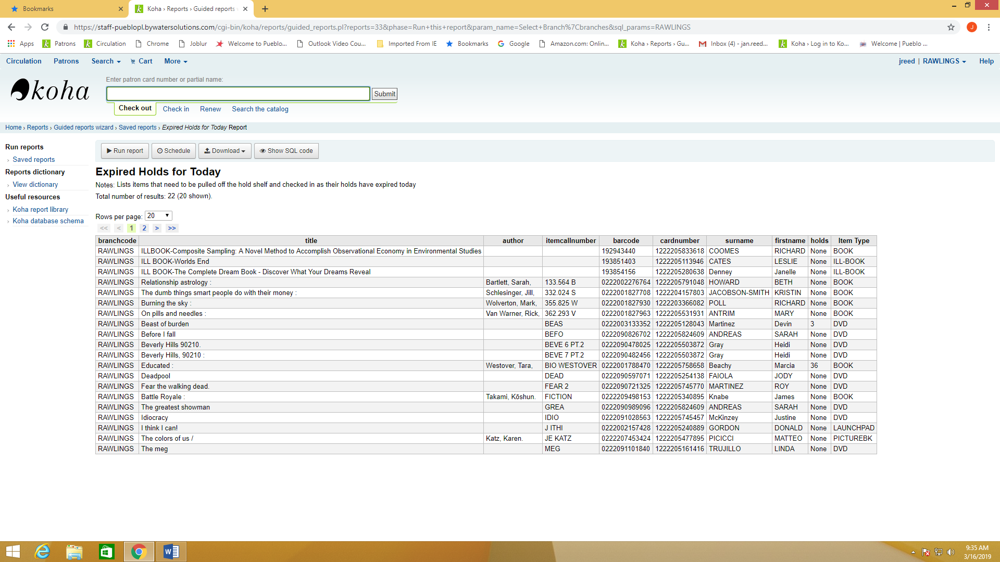 Bookmarks
Koha › Reports › Guided reports
https://staff-pueblopl.bywatersolutions.com/cgi-bin/koha/reports/guided_reports.pl?reports=33&phase=Run+this+report&param_name=Select+Branch%7Cbranches&sql_params=RAWLINGS
J
Apps Patrons Circulation Chrome Joblur Welcome to Pueblo... Outlook Video Cou... Imported From IE Bookmarks Google Amazon.com: Onlin... Koha › Reports › Gu... Inbox (4) - jan.reed... Koha › Log in to Ko... Welcome | Pueblo ...
Circulation Patrons Search Cart More jreed | RAWLINGS Help
koha
Enter patron card number or partial name:
Submit
Check out Check in Renew Search the catalog
Home › Reports › Guided reports wizard › Saved reports › Expired Holds for Today Report
Run reports
Saved reports
Reports dictionary
View dictionary
Useful resources
Koha report library
Koha database schema
Run report Schedule Download Show SQL code
Expired Holds for Today
Notes: Lists items that need to be pulled off the hold shelf and checked in as their holds have expired today
Total number of results: 22 (20 shown).
Rows per page: 20
<< < 1 2 > >>
branchcode title author itemcallnumber barcode cardnumber surname firstname holds Item Type
RAWLINGS ILLBOOK-Composite Sampling: A Novel Method to Accomplish Observational Economy in Environmental Studies 192943440 1222205833618 COOMES RICHARD None BOOK
RAWLINGS ILL BOOK-Worlds End 193851403 1222205113946 CATES LESLIE None ILL-BOOK
RAWLINGS ILL BOOK-The Complete Dream Book - Discover What Your Dreams Reveal 193854156 1222205280638 Denney Janelle None ILL-BOOK
RAWLINGS Relationship astrology : Bartlett, Sarah, 133.564 B 0222002276764 1222205791048 HOWARD BETH None BOOK
RAWLINGS The dumb things smart people do with their money : Schlesinger, Jill, 332.024 S 0222001827708 1222204157803 JACOBSON-SMITH KRISTIN None BOOK
RAWLINGS Burning the sky : Wolverton, Mark, 355.825 W 0222001827930 1222203366082 POLL RICHARD None BOOK
RAWLINGS On pills and needles : Van Warner, Rick, 362.293 V 0222001827963 1222205531931 ANTRIM MARY None BOOK
RAWLINGS Beast of burden BEAS 0222003133352 1222205128043 Martinez Devin 3 DVD
RAWLINGS Before I fall BEFO 0222090826702 1222205824609 ANDREAS SARAH None DVD
RAWLINGS Beverly Hills 90210. BEVE 6 PT.2 0222090478025 1222205503872 Gray Heidi None DVD
RAWLINGS Beverly Hills, 90210 : BEVE 7 PT.2 0222090482456 1222205503872 Gray Heidi None DVD
RAWLINGS Educated : Westover, Tara, BIO WESTOVER 0222001788470 1222205758658 Beachy Marcia 36 BOOK
RAWLINGS Deadpool DEAD 0222090597071 1222205254138 FAIOLA JODY None DVD
RAWLINGS Fear the walking dead. FEAR 2 0222090721325 1222205745770 MARTINEZ ROY None DVD
RAWLINGS Battle Royale : Takami, Kōshun. FICTION 0222209498153 1222205340895 Knabe James None BOOK
RAWLINGS The greatest showman GREA 0222090989096 1222205824609 ANDREAS SARAH None DVD
RAWLINGS Idiocracy IDIO 0222091028563 1222205745457 McKinzey Justine None DVD
RAWLINGS I think I can! J ITHI 0222002157428 1222205240889 GORDON DONALD None LAUNCHPAD
RAWLINGS The colors of us / Katz, Karen. JE KATZ 0222207453424 1222205477895 PICICCI MATTEO None PICTUREBK
RAWLINGS The meg MEG 0222091101840 1222205161416 TRUJILLO LINDA None DVD
9:35 AM
3/16/2019